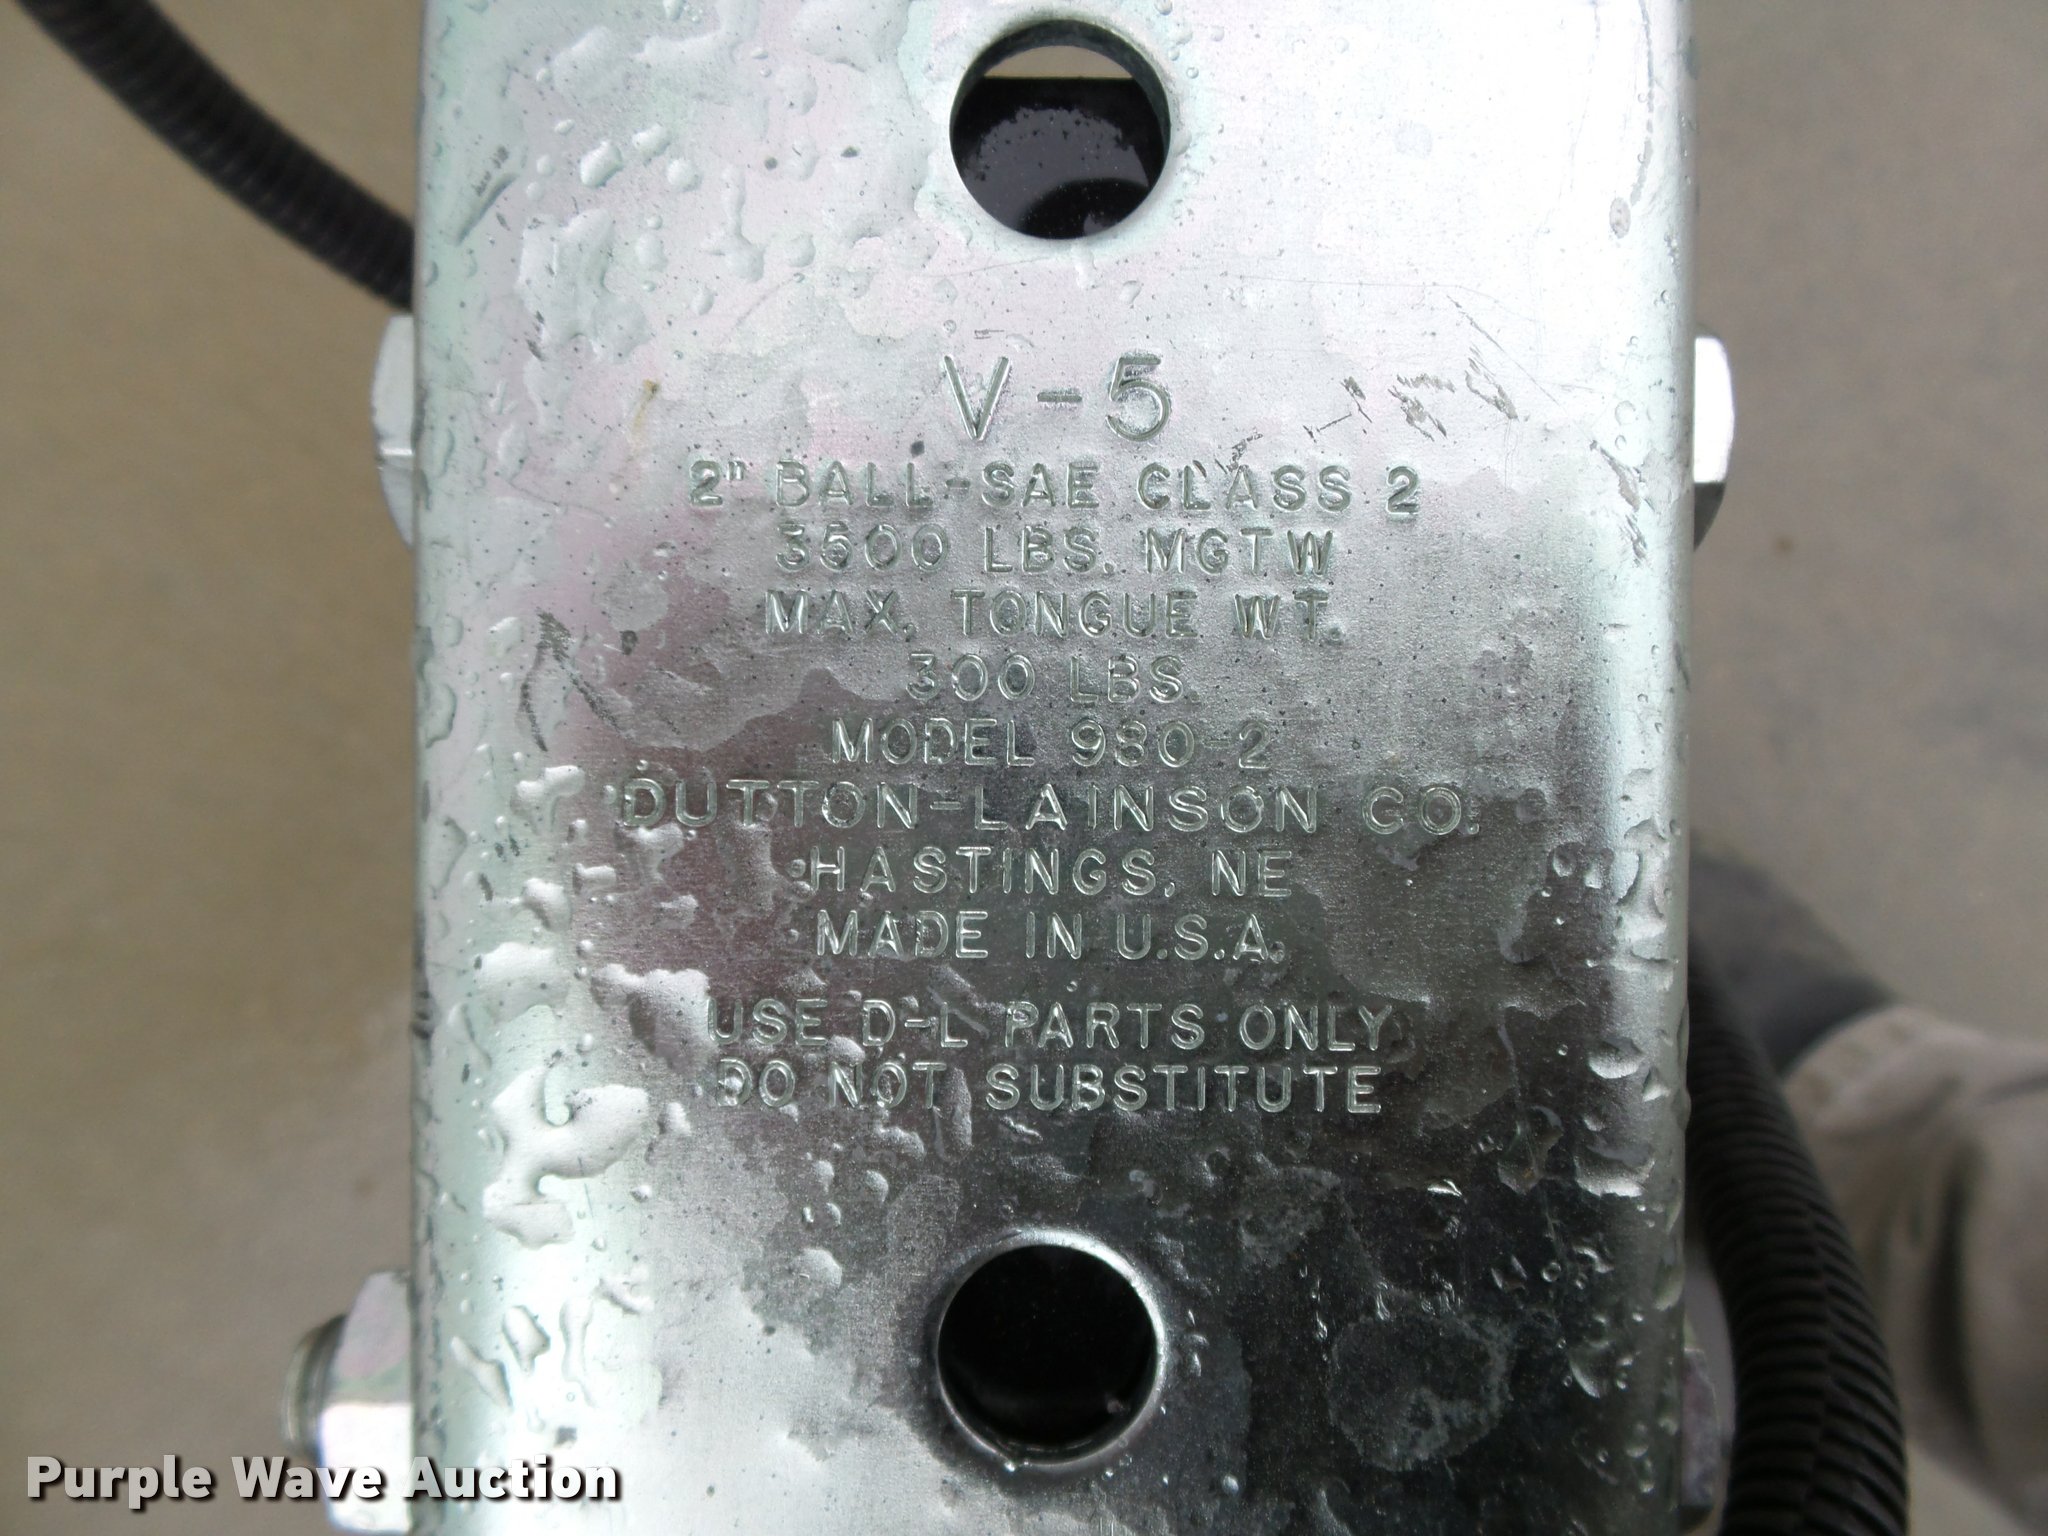 V-5
2" BALL-SAE CLASS 2
3500 LBS. MGTW
MAX. TONGUE WT.
300 LBS.
MODEL 980-2
DUTTON-LAINSON CO.
HASTINGS, NE
MADE IN U.S.A.
USE D-L PARTS ONLY
DO NOT SUBSTITUTE
Purple Wave Auction